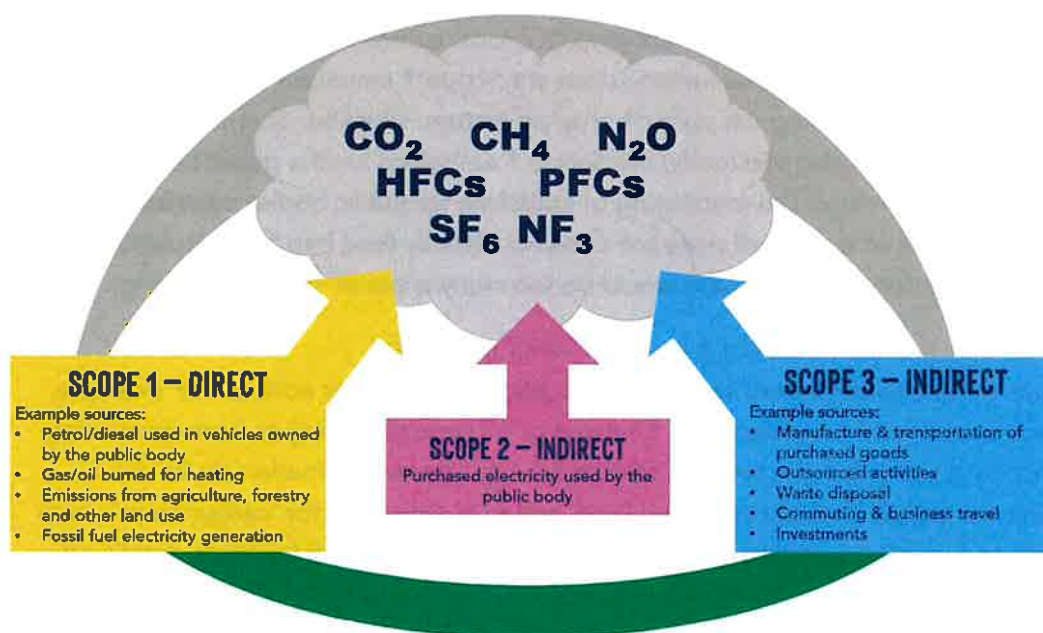 CO₂ CH₄ N₂O
HFCs PFCs
SF₆ NF₃
SCOPE 1 – DIRECT
Example sources:
• Petrol/diesel used in vehicles owned
by the public body
• Gas/oil burned for heating
• Emissions from agriculture, forestry
and other land use
• Fossil fuel electricity generation
SCOPE 2 – INDIRECT
Purchased electricity used by the
public body
SCOPE 3 – INDIRECT
Example sources:
• Manufacture & transportation of
purchased goods
• Outsourced activities
• Waste disposal
• Commuting & business travel
• Investments